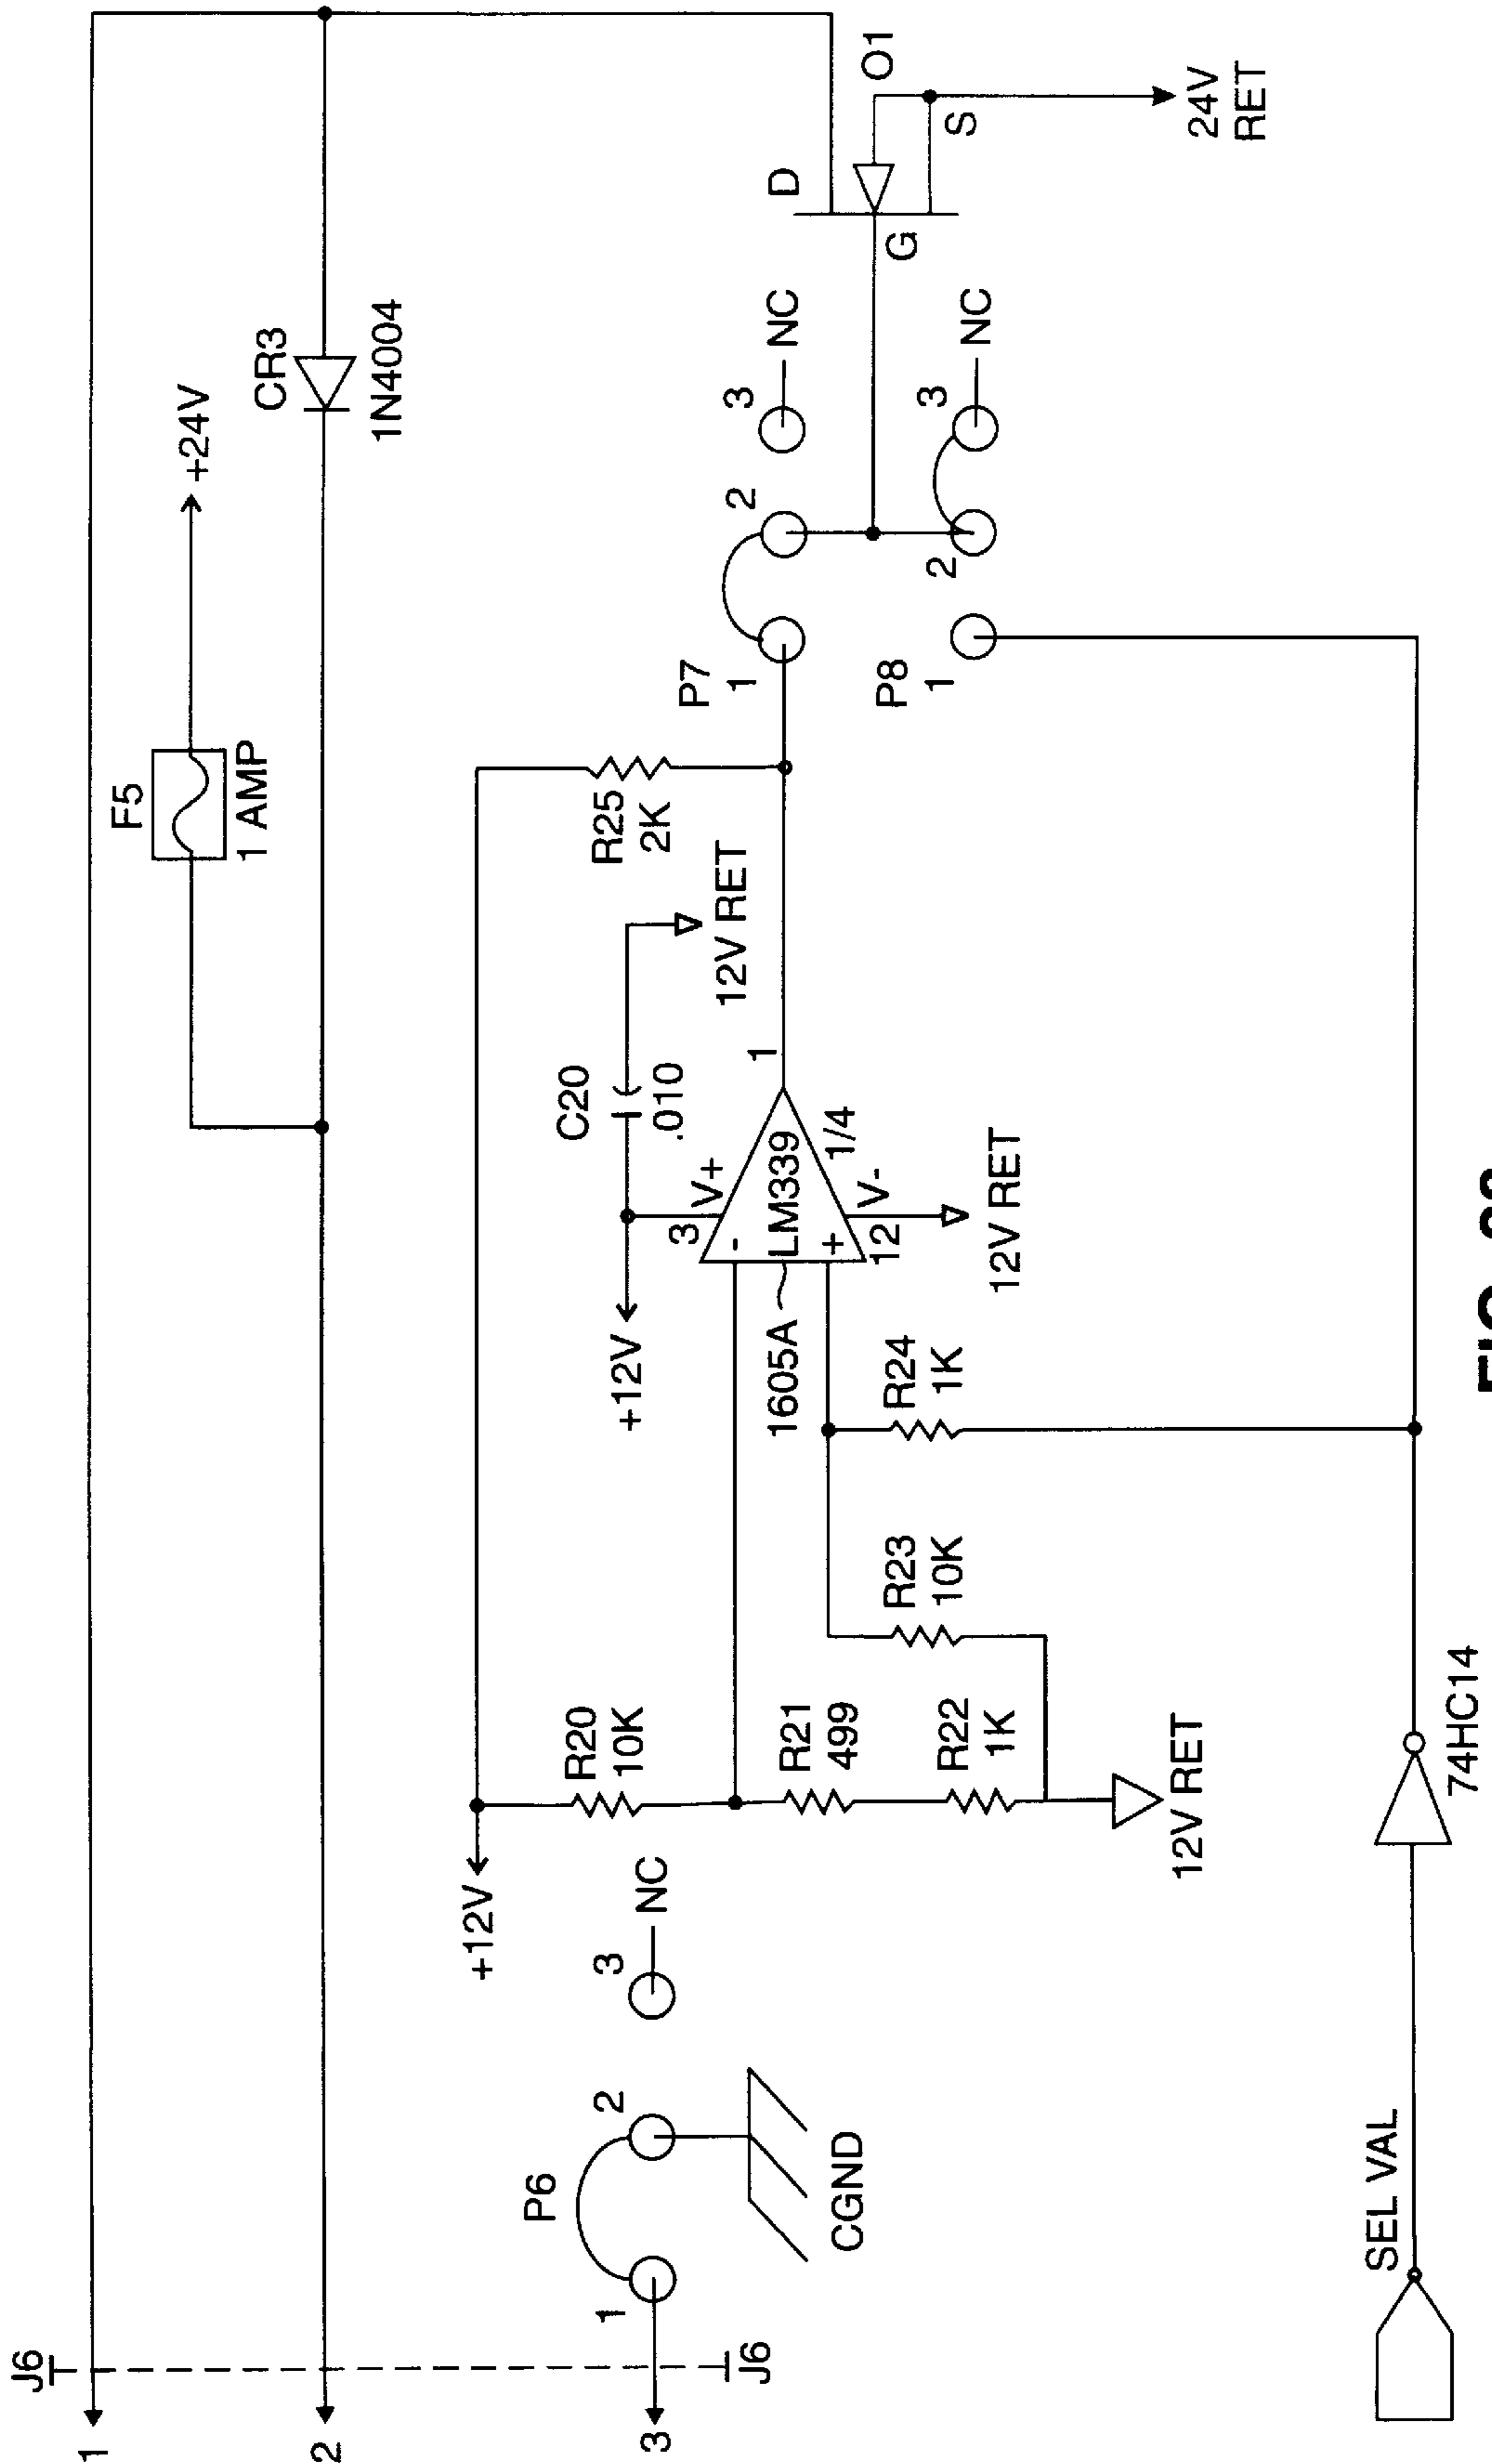 J6
1
2
3
J6
F5
1 AMP
+24V
CR3
1N4004
+12V
R20
10K
R21
499
R22
1K
12V RET
R23
10K
R24
1K
P6
1
2
3
NC
CGND
+12V
C20
.010
12V RET
3
V+
-
1605A
LM339
+
1/4
12
V-
12V RET
1
R25
2K
P7
1
2
3
NC
P8
1
2
3
NC
D
G
S
O1
24V
RET
SEL VAL
74HC14